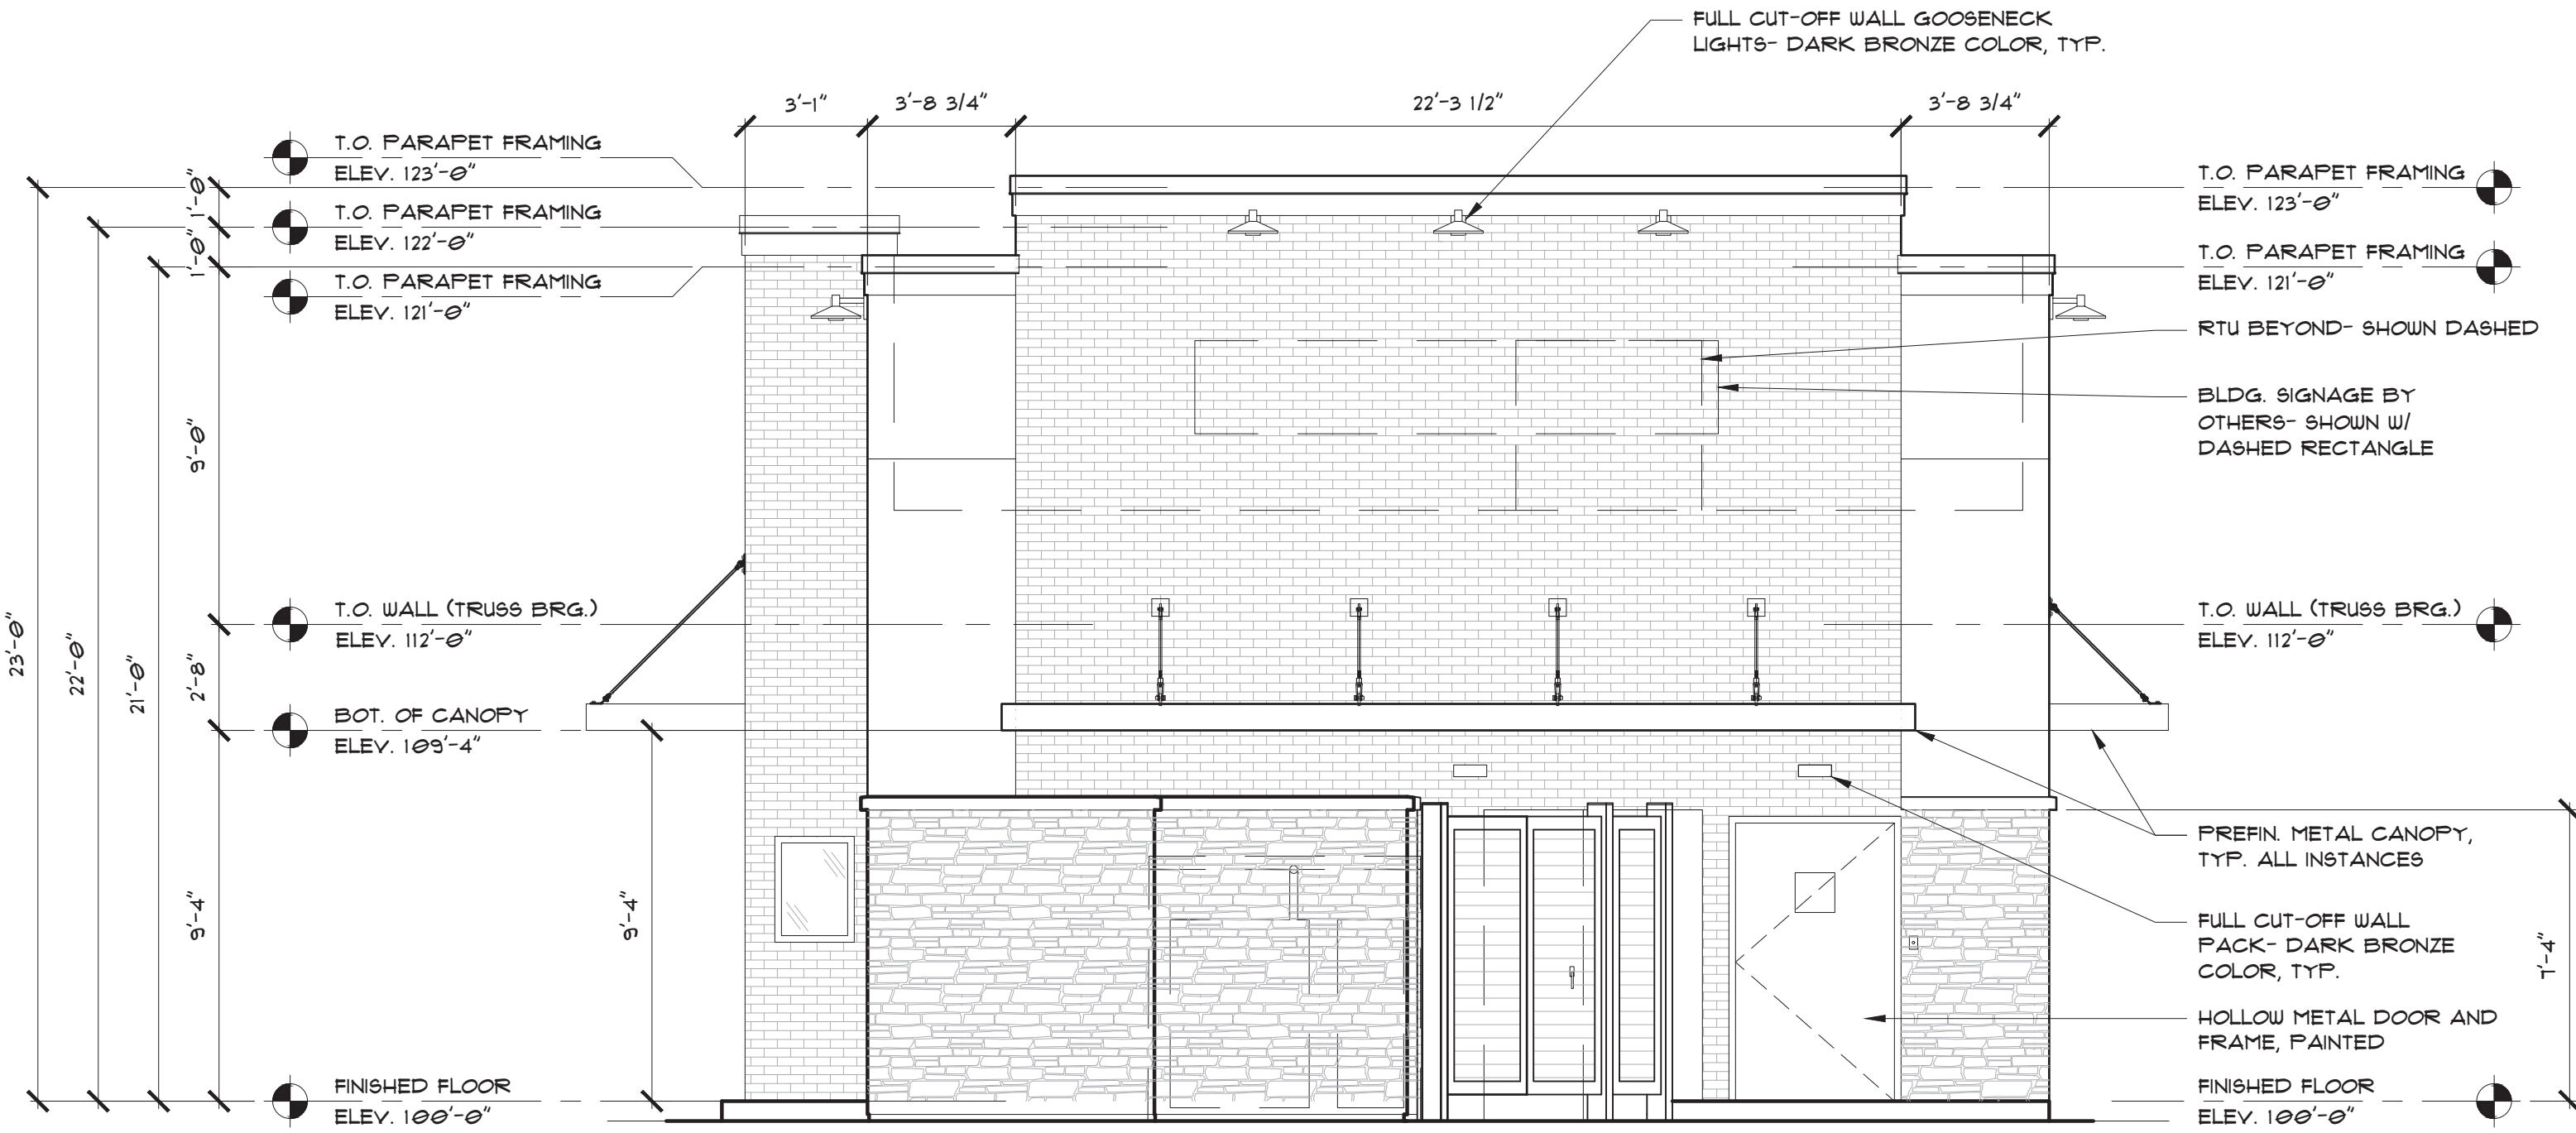 FULL CUT-OFF WALL GOOSENECK
LIGHTS- DARK BRONZE COLOR, TYP.
3'-1"
3'-8 3/4"
22'-3 1/2"
3'-8 3/4"
T.O. PARAPET FRAMING
ELEV. 123'-0"
T.O. PARAPET FRAMING
ELEV. 122'-0"
T.O. PARAPET FRAMING
ELEV. 121'-0"
T.O. WALL (TRUSS BRG.)
ELEV. 112'-0"
BOT. OF CANOPY
ELEV. 109'-4"
FINISHED FLOOR
ELEV. 100'-0"
23'-0"
22'-0"
21'-0"
1'-0"
1'-0"
9'-0"
2'-8"
9'-4"
9'-4"
T.O. PARAPET FRAMING
ELEV. 123'-0"
T.O. PARAPET FRAMING
ELEV. 121'-0"
RTU BEYOND- SHOWN DASHED
BLDG. SIGNAGE BY
OTHERS- SHOWN W/
DASHED RECTANGLE
T.O. WALL (TRUSS BRG.)
ELEV. 112'-0"
PREFIN. METAL CANOPY,
TYP. ALL INSTANCES
FULL CUT-OFF WALL
PACK- DARK BRONZE
COLOR, TYP.
HOLLOW METAL DOOR AND
FRAME, PAINTED
FINISHED FLOOR
ELEV. 100'-0"
7'-4"